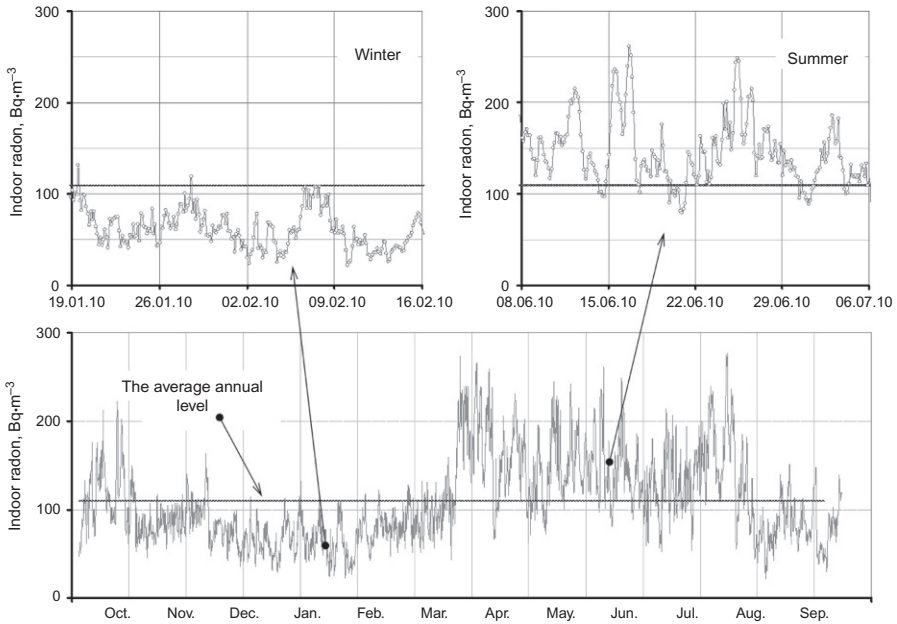 300
200
100
0
Indoor radon, Bq·m⁻³
Winter
19.01.10 26.01.10 02.02.10 09.02.10 16.02.10
300
200
100
0
Indoor radon, Bq·m⁻³
Summer
08.06.10 15.06.10 22.06.10 29.06.10 06.07.10
300
200
100
0
Indoor radon, Bq·m⁻³
The average annual
level
Oct. Nov. Dec. Jan. Feb. Mar. Apr. May. Jun. Jul. Aug. Sep.